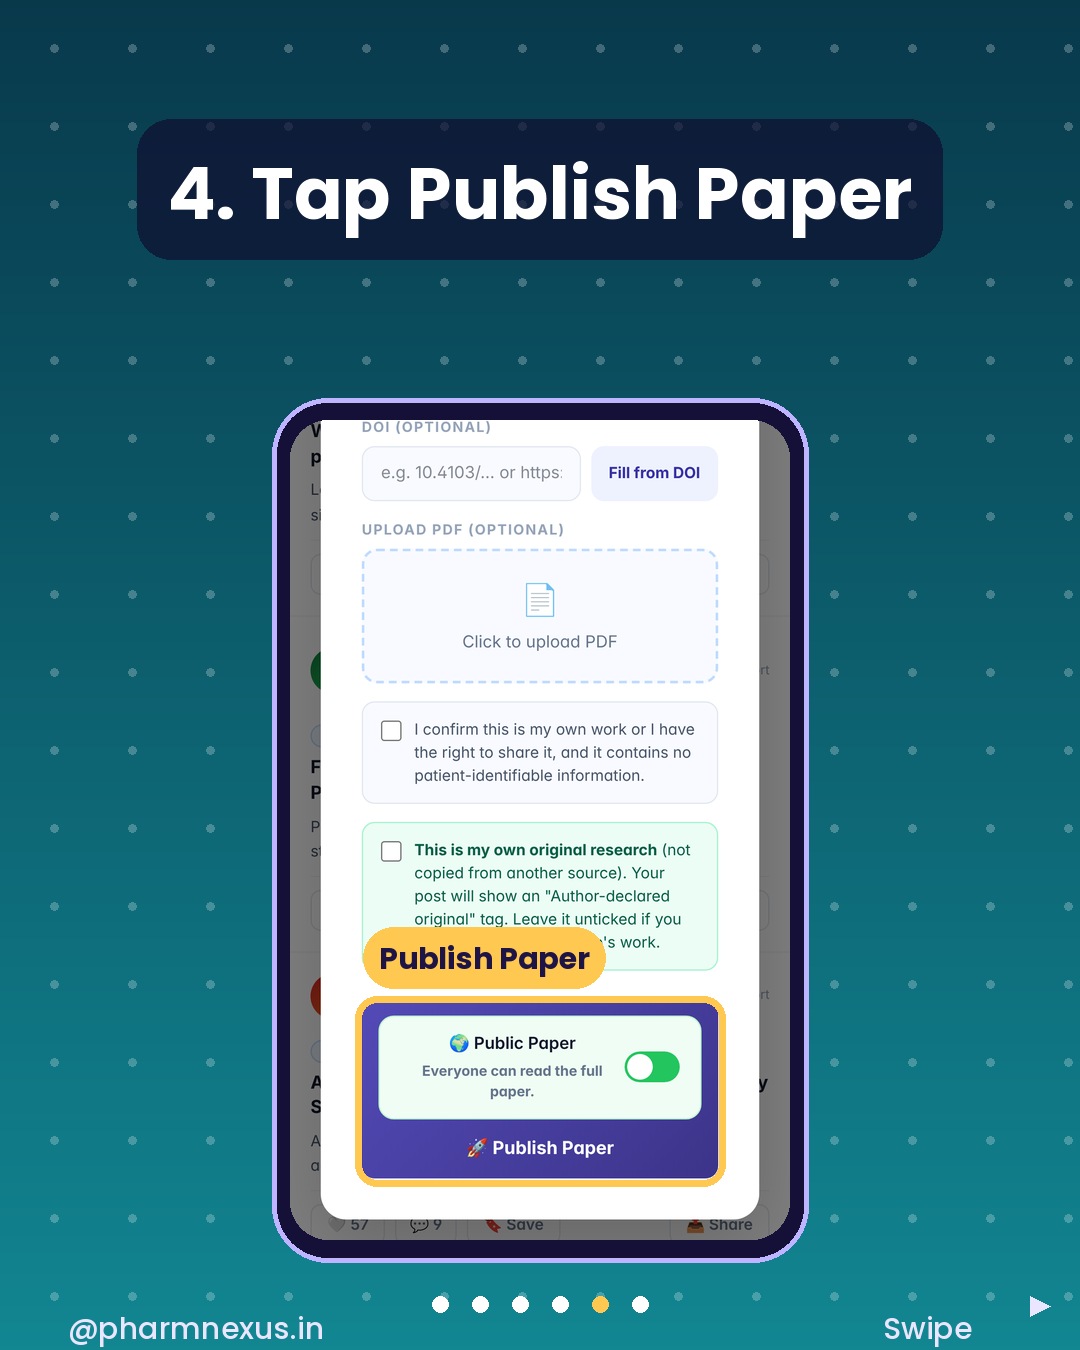 4. Tap Publish Paper
DOI (OPTIONAL)
e.g. 10.4103/... or https:
Fill from DOI
UPLOAD PDF (OPTIONAL)
Click to upload PDF
I confirm this is my own work or I have
the right to share it, and it contains no
patient-identifiable information.
This is my own original research (not
copied from another source). Your
post will show an "Author-declared
original" tag. Leave it unticked if you
's work.
Publish Paper
Public Paper
Everyone can read the full
paper.
🚀 Publish Paper
57
9
Save
Share
@pharmnexus.in
Swipe